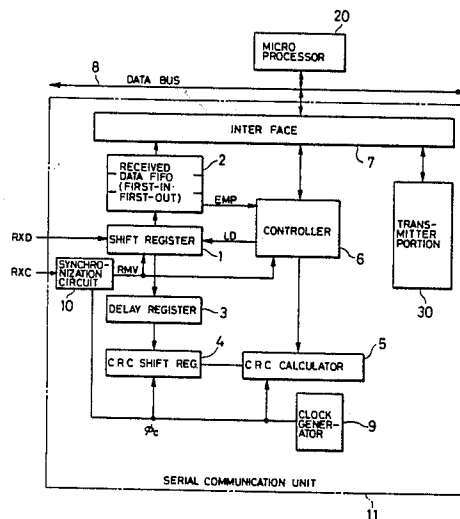 20
MICRO
PROCESSOR
8
DATA BUS
INTER FACE
7
2
RECEIVED
DATA FIFO
(FIRST-IN-
FIRST-OUT)
EMP
CONTROLLER
6
TRANS-
MITTER
PORTION
30
RXD
SHIFT REGISTER
LD
1
RXC
SYNCHRO-
NIZATION
CIRCUIT
RMV
10
DELAY REGISTER
3
4
CRC SHIFT REG.
5
CRC CALCULATOR
CLOCK
GENER-
ATOR
9
φc
SERIAL COMMUNICATION UNIT
11